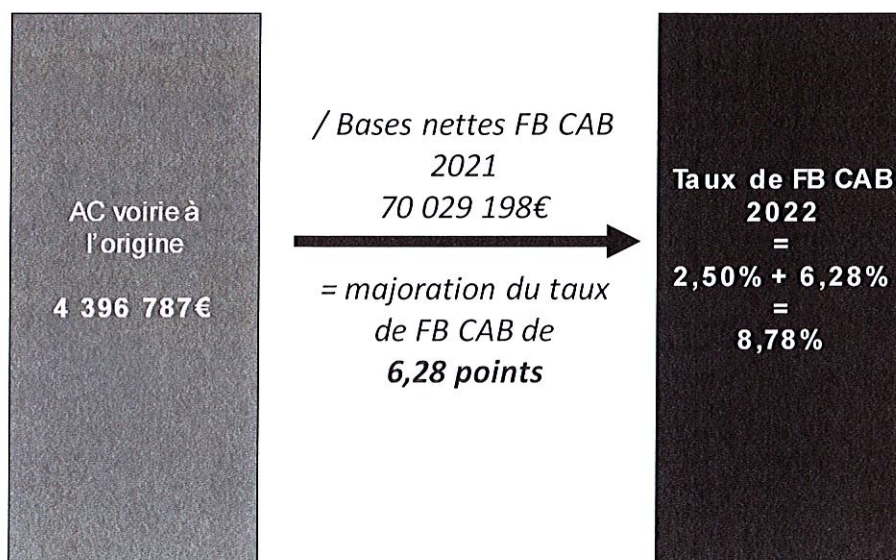 AC voirie à
l'origine
4 396 787€
/ Bases nettes FB CAB
2021
70 029 198€
= majoration du taux
de FB CAB de
6,28 points
Taux de FB CAB
2022
=
2,50% + 6,28%
=
8,78%